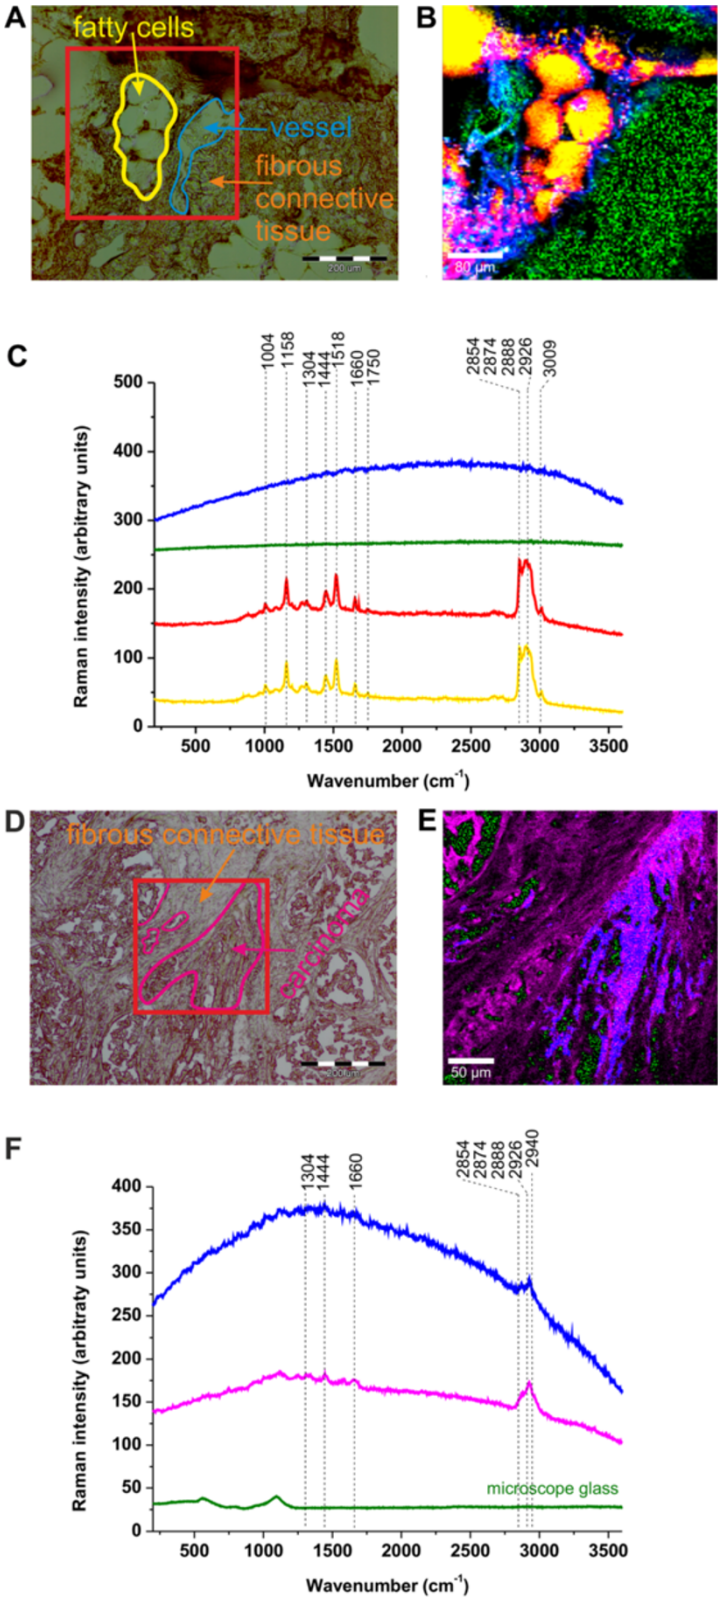 A
fatty cells
vessel
fibrous
connective
tissue
200 µm
B
80 µm
C
1004
1158
1304
1444
1518
1660
1750
2854
2874
2888
2926
3009
500
400
300
200
100
0
Raman intensity (arbitrary units)
500 1000 1500 2000 2500 3000 3500
Wavenumber (cm⁻¹)
D
fibrous connective tissue
carcinoma
200 µm
E
50 µm
F
1304
1444
1660
2854
2874
2888
2926
2940
400
350
300
250
200
150
100
50
0
Raman intensity (arbitraty units)
microscope glass
500 1000 1500 2000 2500 3000 3500
Wavenumber (cm⁻¹)